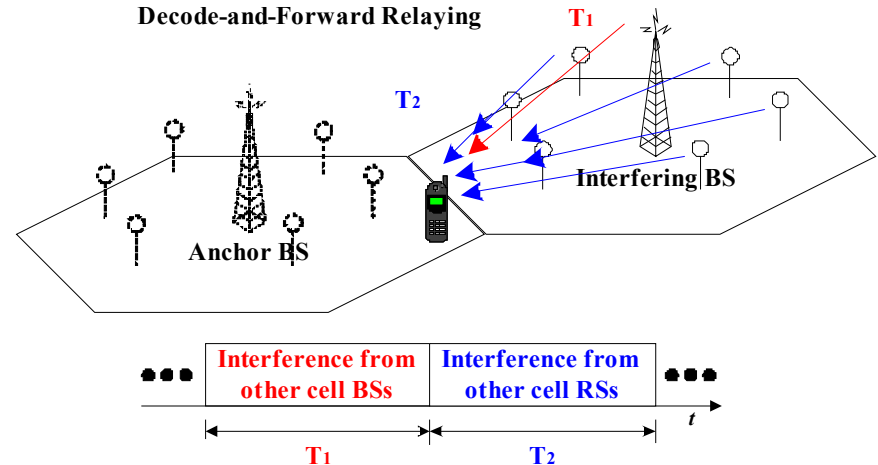 Decode-and-Forward Relaying
T1
T2
Interfering BS
Anchor BS
Interference from
other cell BSs
Interference from
other cell RSs
t
T1
T2